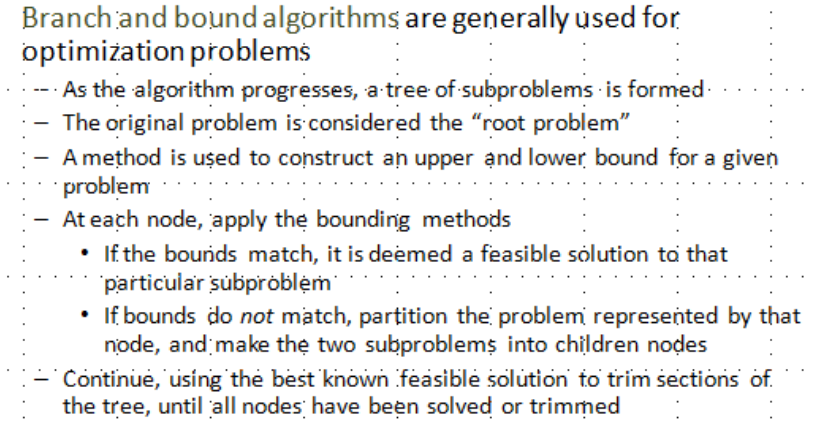 Branch and bound algorithms are generally used for
optimization problems
– As the algorithm progresses, a tree of subproblems is formed
– The original problem is considered the “root problem”
– A method is used to construct an upper and lower bound for a given
problem
– At each node, apply the bounding methods
• If the bounds match, it is deemed a feasible solution to that
particular subproblem
• If bounds do not match, partition the problem represented by that
node, and make the two subproblems into children nodes
– Continue, using the best known feasible solution to trim sections of
the tree, until all nodes have been solved or trimmed